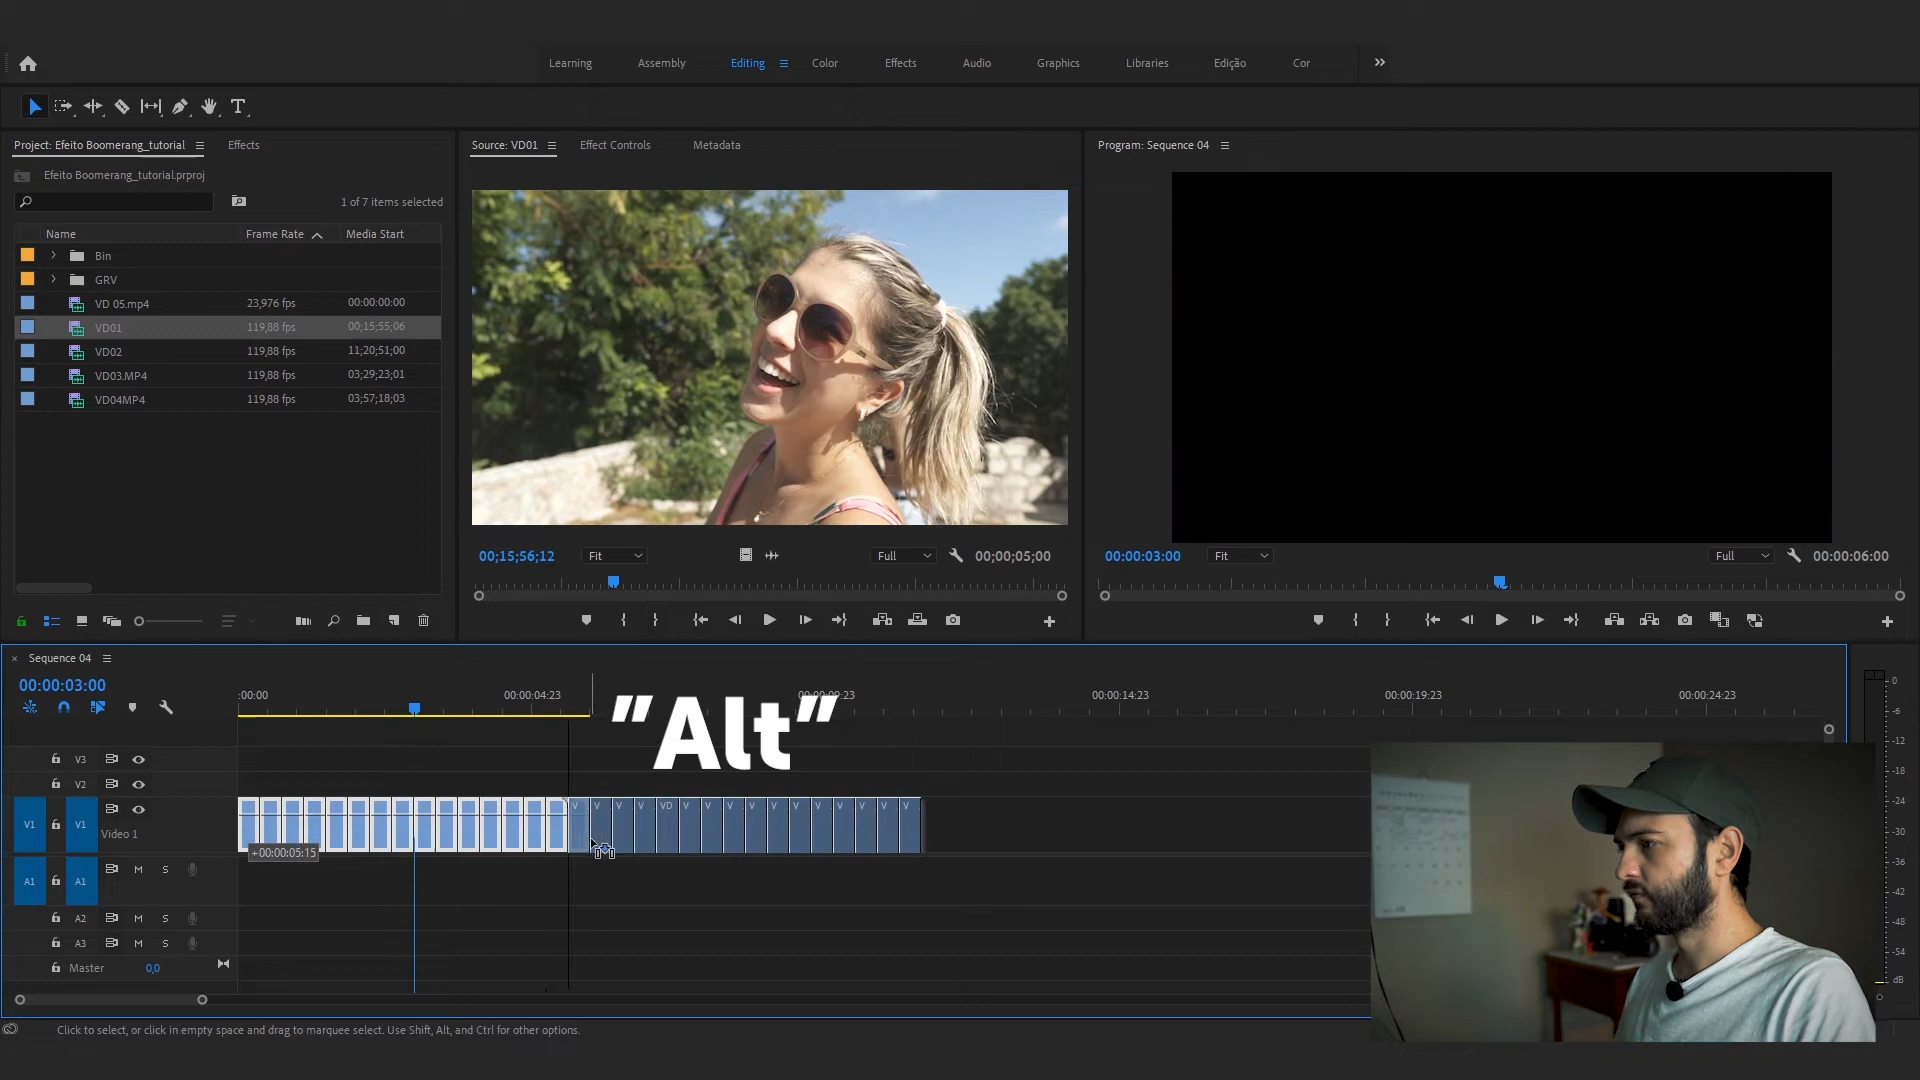 Learning Assembly Editing Color Effects Audio Graphics Libraries Edição Cor
Project: Efeito Boomerang_tutorial Effects
Efeito Boomerang_tutorial.prproj
1 of 7 items selected
Name Frame Rate Media Start
Bin
GRV
VD 05.mp4 23,976 fps 00:00:00:00
VD01 119,88 fps 00;15;55;06
VD02 119,88 fps 11;20;51;00
VD03.MP4 119,88 fps 03;29;23;01
VD04MP4 119,88 fps 03;57;18;03
Source: VD01 Effect Controls Metadata
00;15;56;12 Fit Full 00;00;05;00
Program: Sequence 04
00:00:03:00 Fit Full 00:00:06:00
Sequence 04
00:00:03:00
:00:00 00:00:04:23 00:00:09:23 00:00:14:23 00:00:19:23 00:00:24:23
"Alt"
V3
V2
V1 V1 Video 1
V V V V VD V V V V V V V V V V V
+00:00:05:15
A1 A1 M S
A2 M S
A3 M S
Master 0,0
0
-6
-12
-18
-24
-30
-36
-42
-48
-54
dB
Click to select, or click in empty space and drag to marquee select. Use Shift, Alt, and Ctrl for other options.